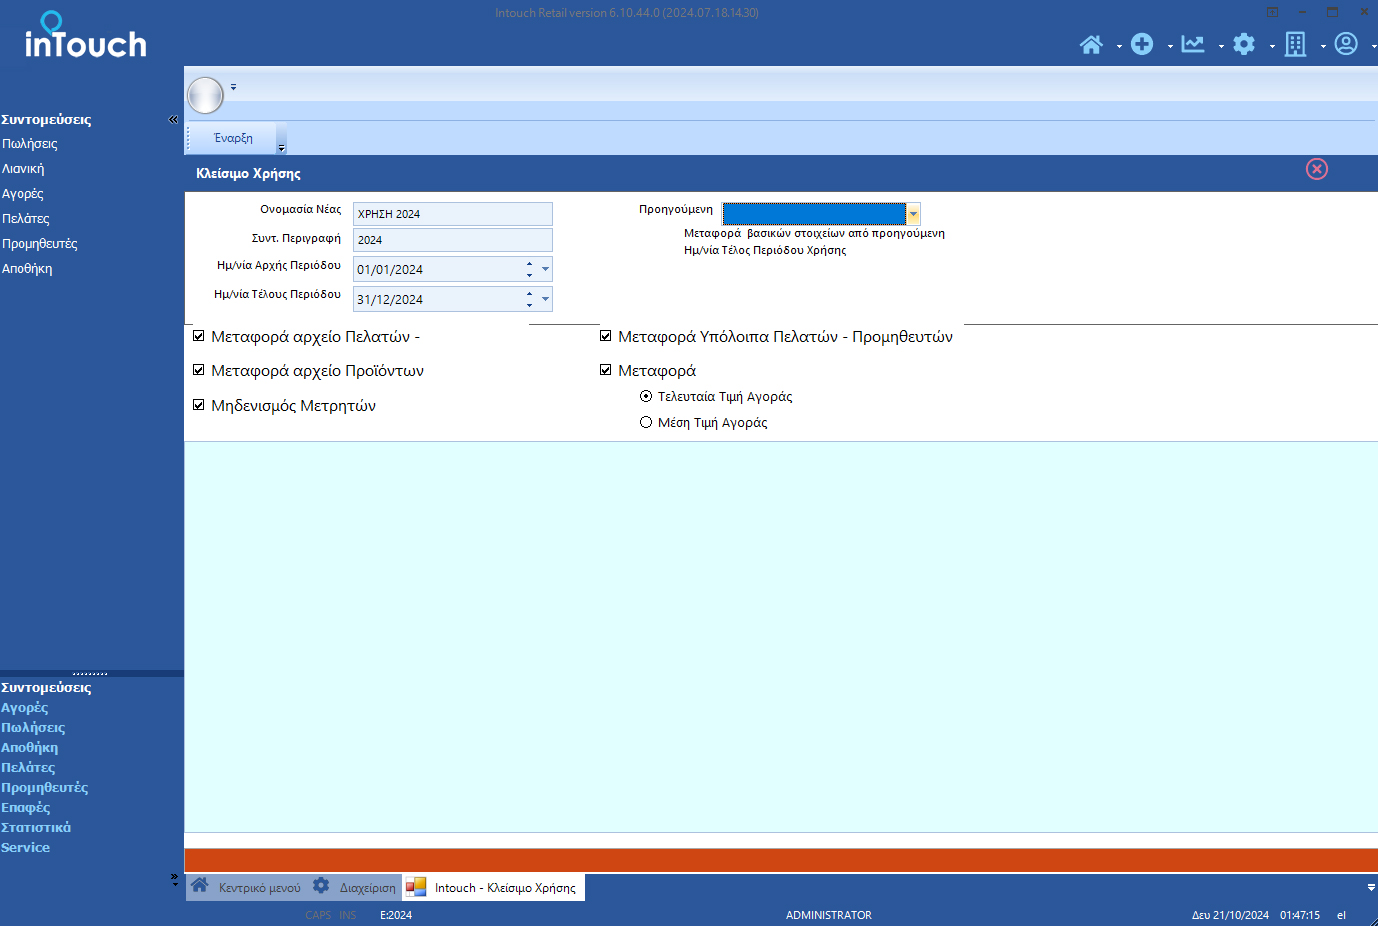 Intouch Retail version 6.10.44.0 (2024.07.18.14.30)
inTouch
Συντομεύσεις
Πωλήσεις
Λιανική
Αγορές
Πελάτες
Προμηθευτές
Αποθήκη
Έναρξη
Κλείσιμο Χρήσης
Ονομασία Νέας ΧΡΗΣΗ 2024
Συντ. Περιγραφή 2024
Ημ/νία Αρχής Περιόδου 01/01/2024
Ημ/νία Τέλους Περιόδου 31/12/2024
Προηγούμενη
Μεταφορά βασικών στοιχείων από προηγούμενη
Ημ/νία Τέλος Περιόδου Χρήσης
Μεταφορά αρχείο Πελατών -
Μεταφορά αρχείο Προϊόντων
Μηδενισμός Μετρητών
Μεταφορά Υπόλοιπα Πελατών - Προμηθευτών
Μεταφορά
Τελευταία Τιμή Αγοράς
Μέση Τιμή Αγοράς
Συντομεύσεις
Αγορές
Πωλήσεις
Αποθήκη
Πελάτες
Προμηθευτές
Επαφές
Στατιστικά
Service
Κεντρικό μενού Διαχείριση Intouch - Κλείσιμο Χρήσης
CAPS INS E:2024 ADMINISTRATOR Δευ 21/10/2024 01:47:15 el